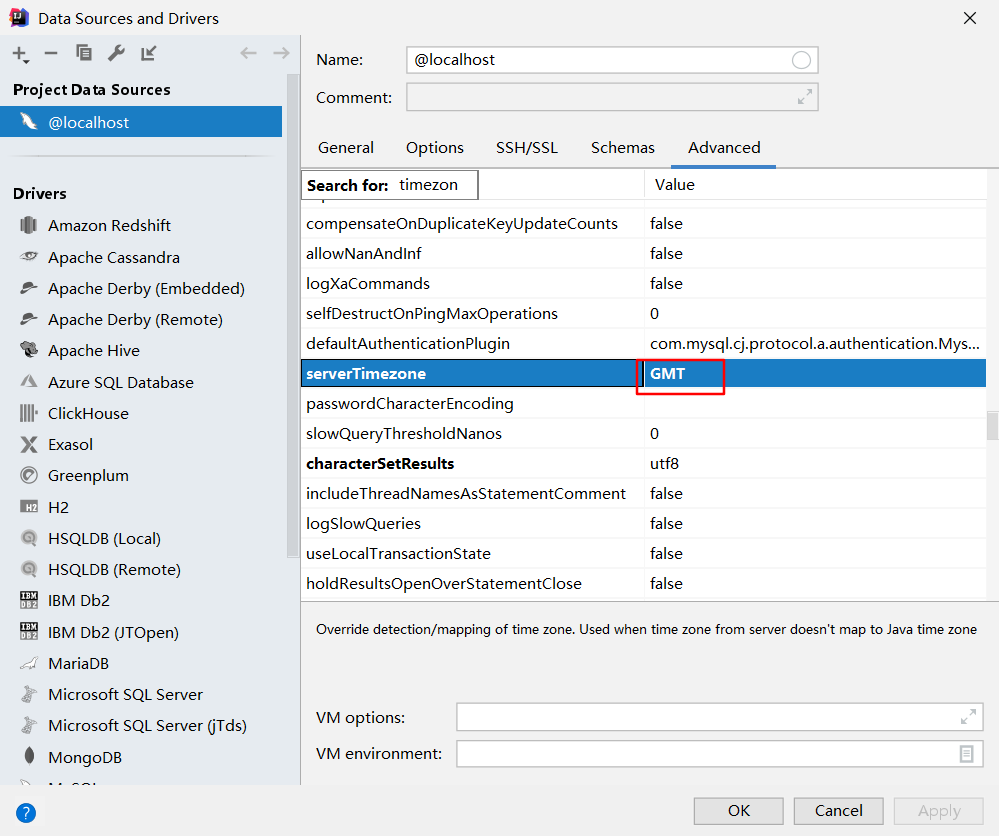 Data Sources and Drivers
Project Data Sources
@localhost
Drivers
Amazon Redshift
Apache Cassandra
Apache Derby (Embedded)
Apache Derby (Remote)
Apache Hive
Azure SQL Database
ClickHouse
Exasol
Greenplum
H2
HSQLDB (Local)
HSQLDB (Remote)
IBM Db2
IBM Db2 (JTOpen)
MariaDB
Microsoft SQL Server
Microsoft SQL Server (jTds)
MongoDB
Name: @localhost
Comment:
General Options SSH/SSL Schemas Advanced
Search for: timezon Value
compensateOnDuplicateKeyUpdateCounts false
allowNanAndInf false
logXaCommands false
selfDestructOnPingMaxOperations 0
defaultAuthenticationPlugin com.mysql.cj.protocol.a.authentication.Mys...
serverTimezone GMT
passwordCharacterEncoding
slowQueryThresholdNanos 0
characterSetResults utf8
includeThreadNamesAsStatementComment false
logSlowQueries false
useLocalTransactionState false
holdResultsOpenOverStatementClose false
Override detection/mapping of time zone. Used when time zone from server doesn't map to Java time zone
VM options:
VM environment:
? OK Cancel Apply